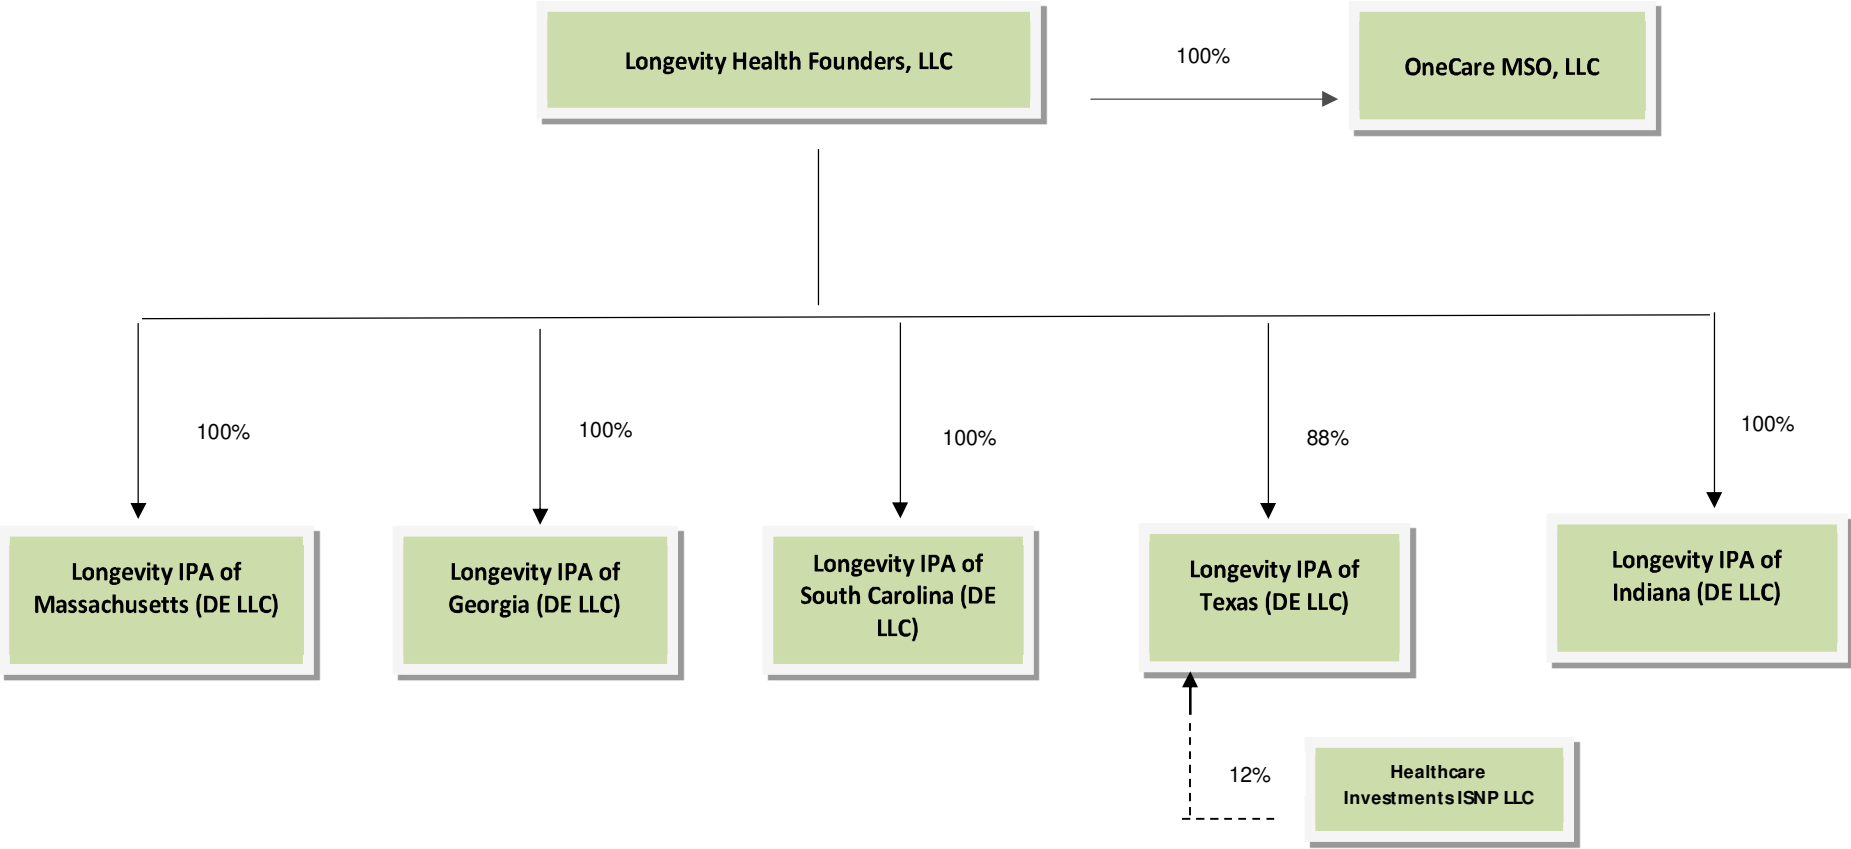 Longevity Health Founders, LLC
100%
OneCare MSO, LLC
100%
100%
100%
88%
100%
Longevity IPA of
Massachusetts (DE LLC)
Longevity IPA of
Georgia (DE LLC)
Longevity IPA of
South Carolina (DE
LLC)
Longevity IPA of
Texas (DE LLC)
Longevity IPA of
Indiana (DE LLC)
12%
Healthcare
Investments ISNP LLC